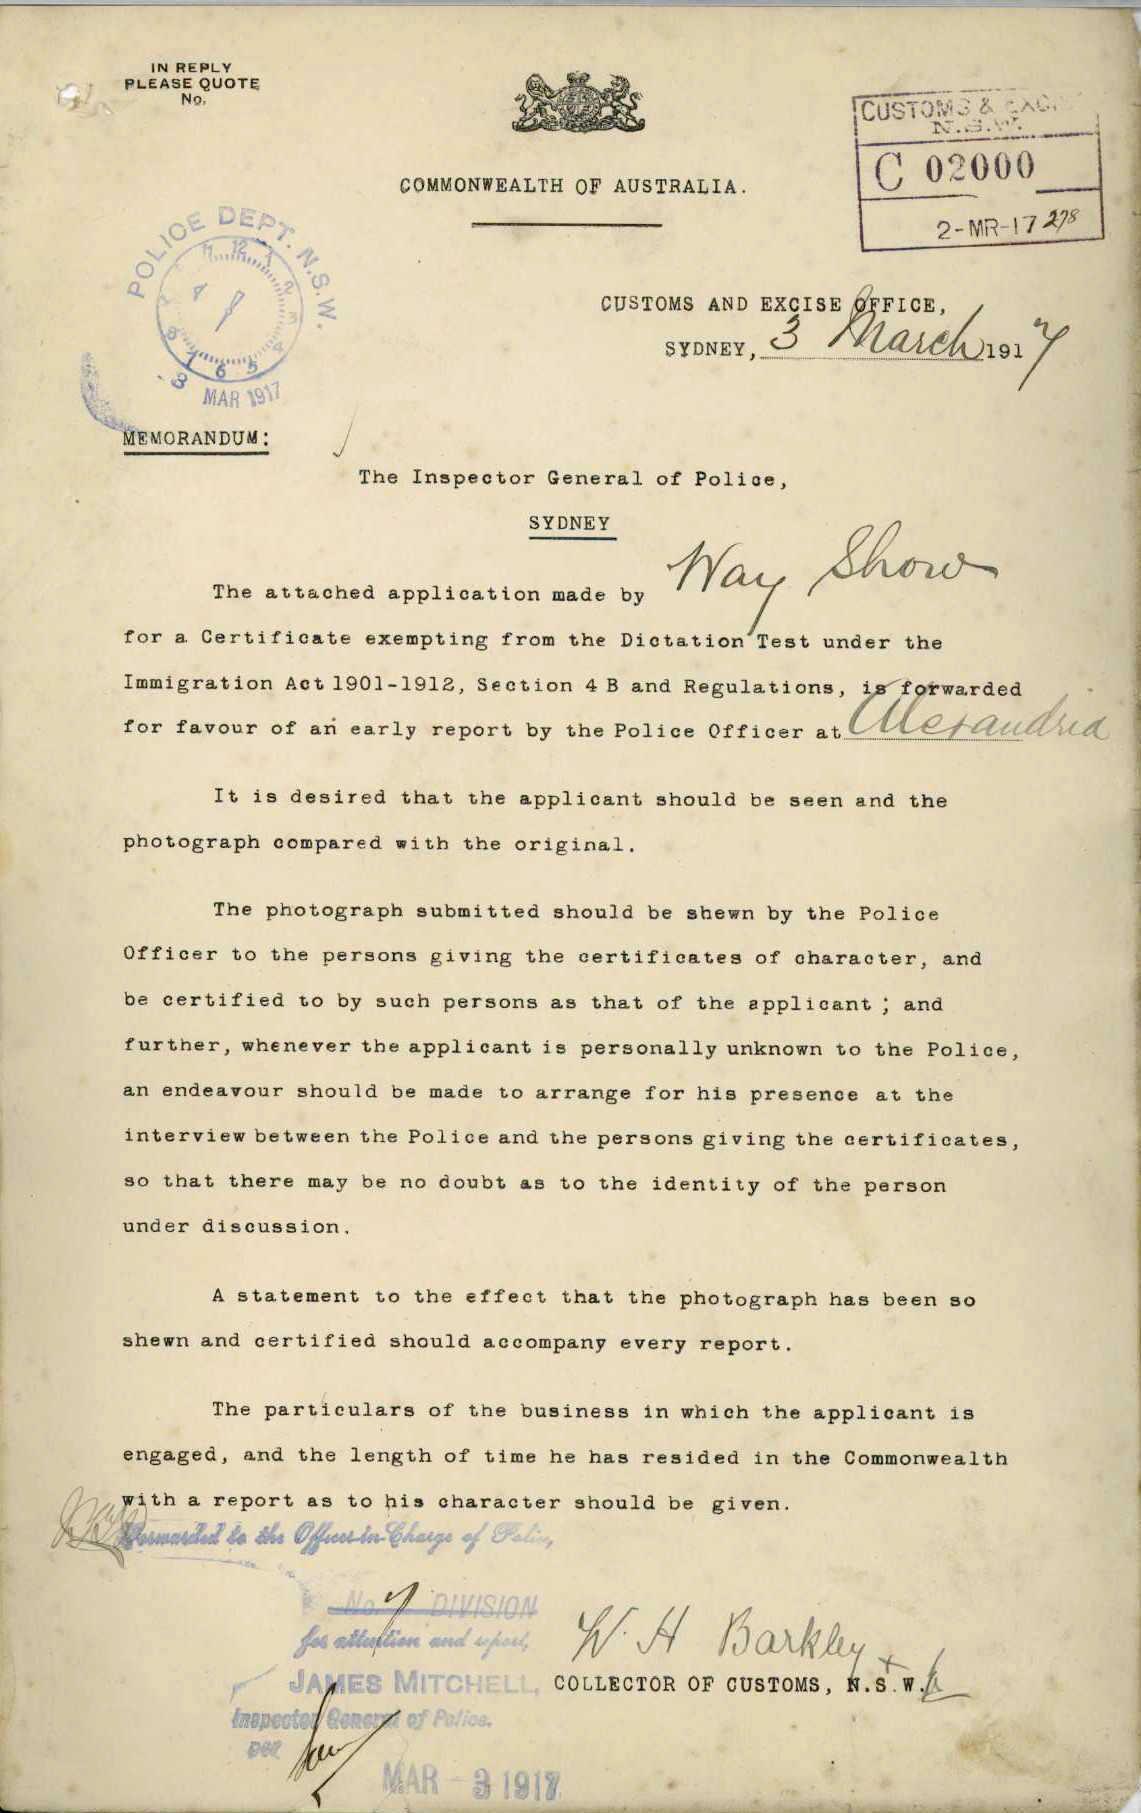 IN REPLY
PLEASE QUOTE
No.
CUSTOMS & EXCI
N.S.W.
C 02000
2-MR-17 278
COMMONWEALTH OF AUSTRALIA.
POLICE DEPT. N.S.W.
11 12 1 2 3 4 5 6 7 8
3 MAR 1917
CUSTOMS AND EXCISE OFFICE,
SYDNEY, 3 March 1917
MEMORANDUM:
The Inspector General of Police,
SYDNEY
The attached application made by Way Show
for a Certificate exempting from the Dictation Test under the
Immigration Act 1901-1912, Section 4 B and Regulations, is forwarded
for favour of an early report by the Police Officer at Alexandria
It is desired that the applicant should be seen and the
photograph compared with the original.
The photograph submitted should be shewn by the Police
Officer to the persons giving the certificates of character, and
be certified to by such persons as that of the applicant ; and
further, whenever the applicant is personally unknown to the Police,
an endeavour should be made to arrange for his presence at the
interview between the Police and the persons giving the certificates,
so that there may be no doubt as to the identity of the person
under discussion.
A statement to the effect that the photograph has been so
shewn and certified should accompany every report.
The particulars of the business in which the applicant is
engaged, and the length of time he has resided in the Commonwealth
with a report as to his character should be given.
Forwarded to the Officer-in-Charge of Police,
No. 7 DIVISION
for attention and report,
W. H Barkley
JAMES MITCHELL,
COLLECTOR OF CUSTOMS, N.S.W.
Inspector General of Police.
per
MAR - 3 1917